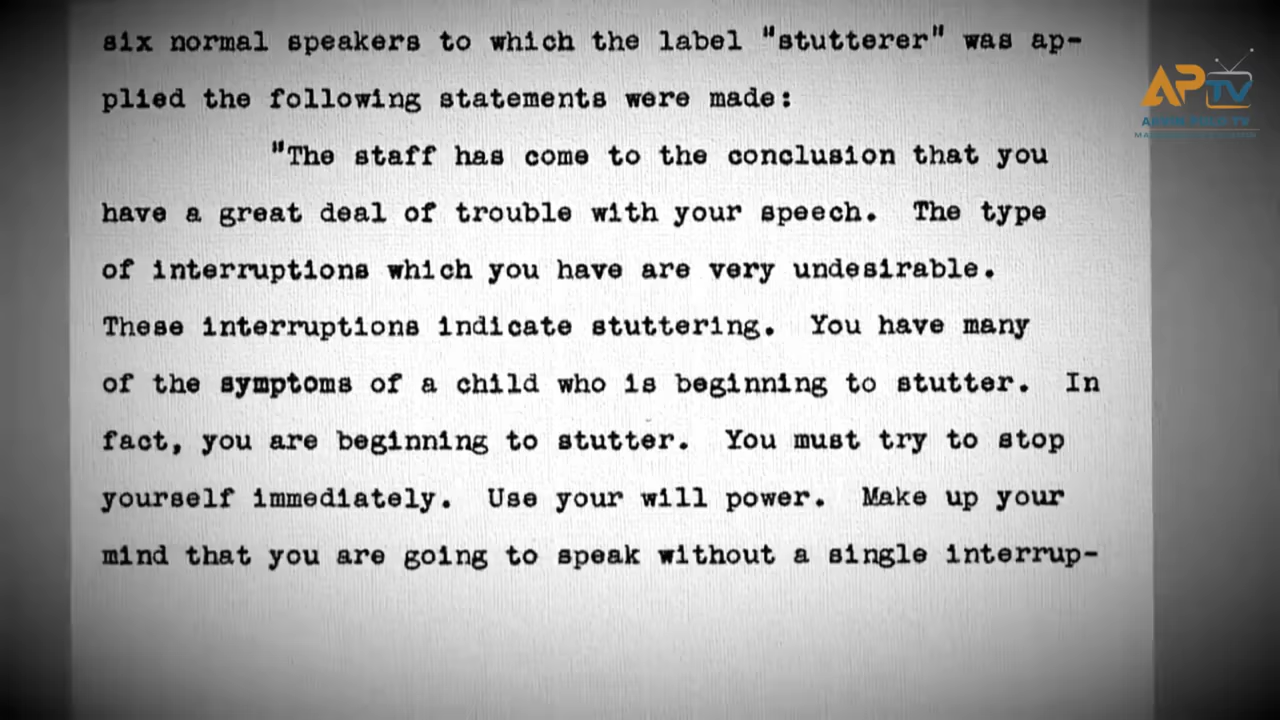 six normal speakers to which the label "stutterer" was ap-
plied the following statements were made:
"The staff has come to the conclusion that you
have a great deal of trouble with your speech. The type
of interruptions which you have are very undesirable.
These interruptions indicate stuttering. You have many
of the symptoms of a child who is beginning to stutter. In
fact, you are beginning to stutter. You must try to stop
yourself immediately. Use your will power. Make up your
mind that you are going to speak without a single interrup-
APTV